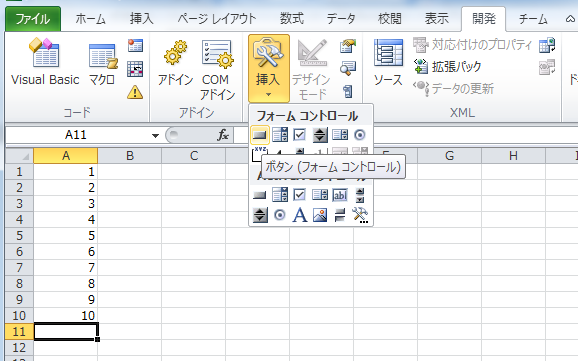 ファイル ホーム 挿入 ページ レイアウト 数式 データ 校閲 表示 開発 チーム
Visual Basic マクロ
コード
アドイン COM アドイン
アドイン
挿入 デザイン モード
ソース
対応付けのプロパティ
拡張パック
データの更新
XML
フォーム コントロール
ボタン (フォーム コントロール)
A11 fx
A B C D G H
1 1
2 2
3 3
4 4
5 5
6 6
7 7
8 8
9 9
10 10
11
12